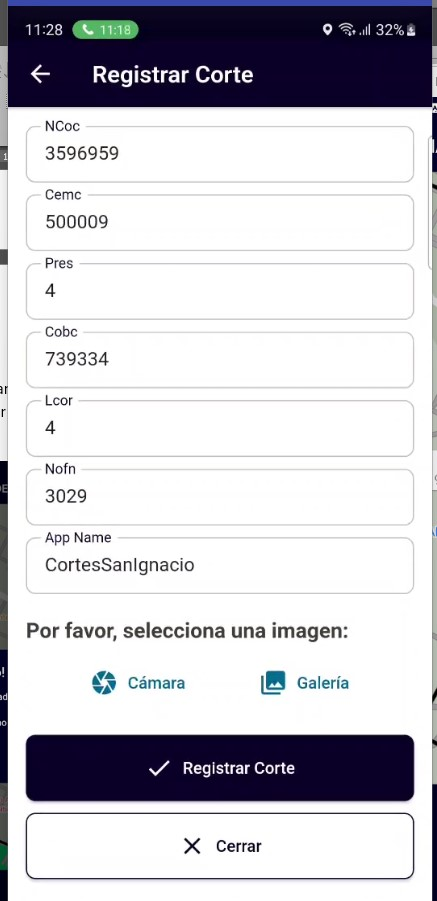 11:28 11:18 32%
Registrar Corte
NCoc
3596959
Cemc
500009
Pres
4
Cobc
739334
Lcor
4
Nofn
3029
App Name
CortesSanIgnacio
Por favor, selecciona una imagen:
Cámara Galería
Registrar Corte
Cerrar